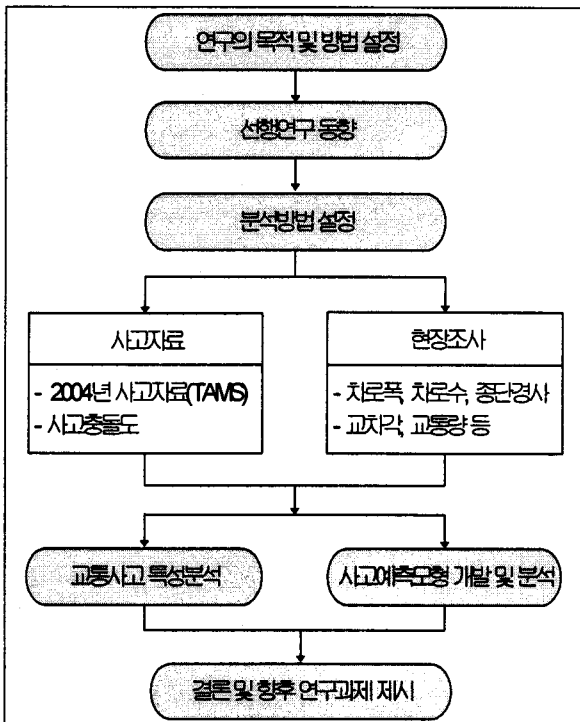 연구의 목적 및 방법 설정
선행연구 동향
분석방법 설정
사고자료
- 2004년 사고자료(TAMS)
- 사고충돌도
현장조사
- 차로폭, 차로수, 종단경사
- 교차각, 교통량 등
교통사고 특성분석
사고예측모형 개발 및 분석
결론 및 향후 연구과제 제시